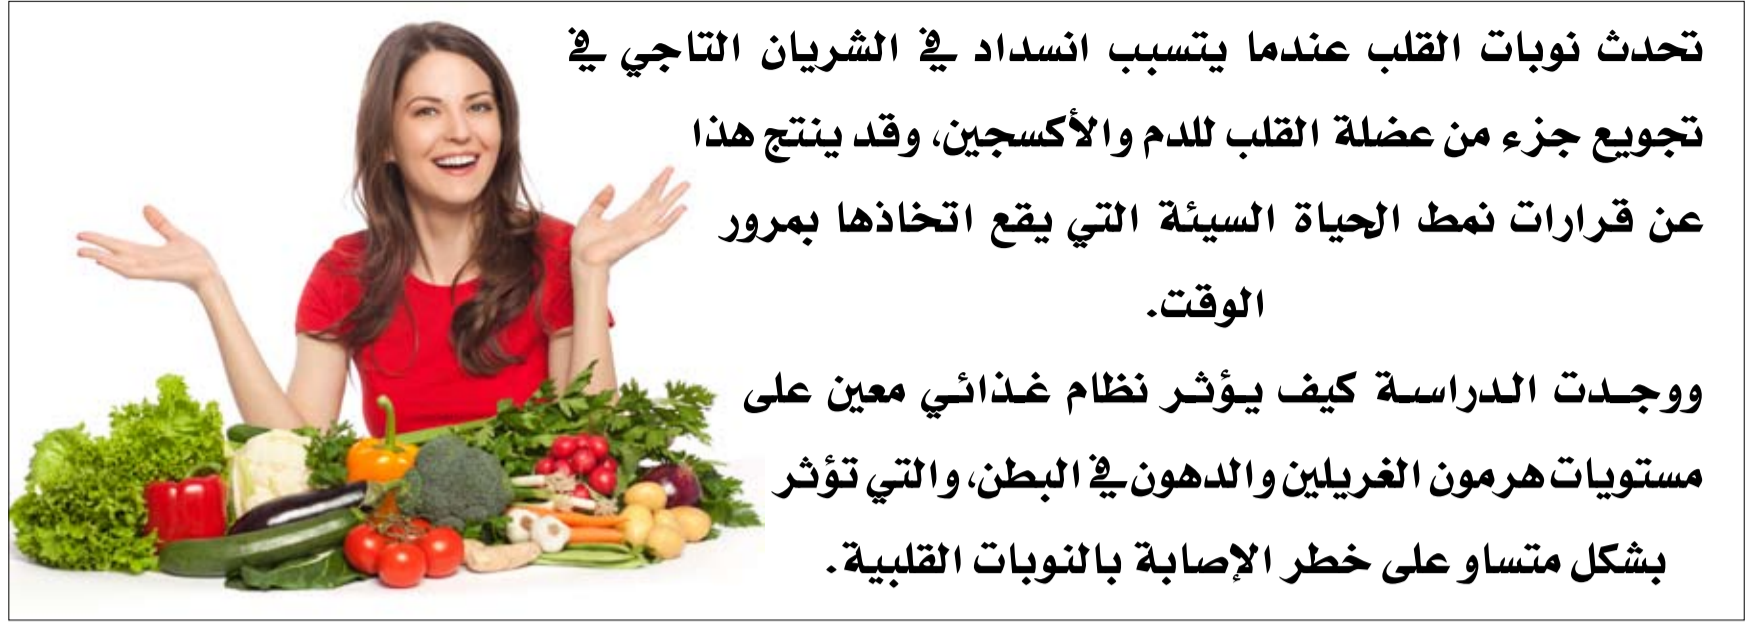 تحدث نوبات القلب عندما يتسبب انسداد في الشريان التاجي في
تجويع جزء من عضلة القلب للدم والأكسجين، وقد ينتج هذا
عن قرارات نمط الحياة السيئة التي يقع اتخاذها بمرور
الوقت.
ووجدت الدراسة كيف يؤثر نظام غذائي معين على
مستويات هرمون الغريلين والدهون في البطن، والتي تؤثر
بشكل متساو على خطر الإصابة بالنوبات القلبية.